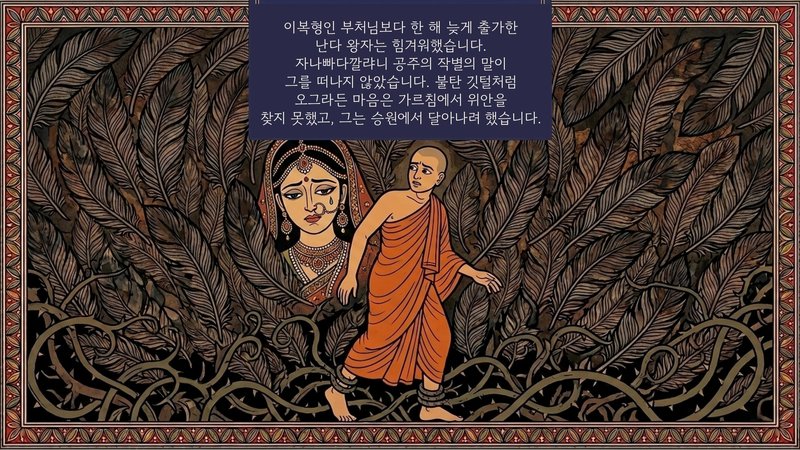 이복형인 부처님보다 한 해 늦게 출가한
난다 왕자는 힘겨워했습니다.
자나빠다깔랴니 공주의 작별의 말이
그를 떠나지 않았습니다. 불탄 깃털처럼
오그라든 마음은 가르침에서 위안을
찾지 못했고, 그는 승원에서 달아나려 했습니다.